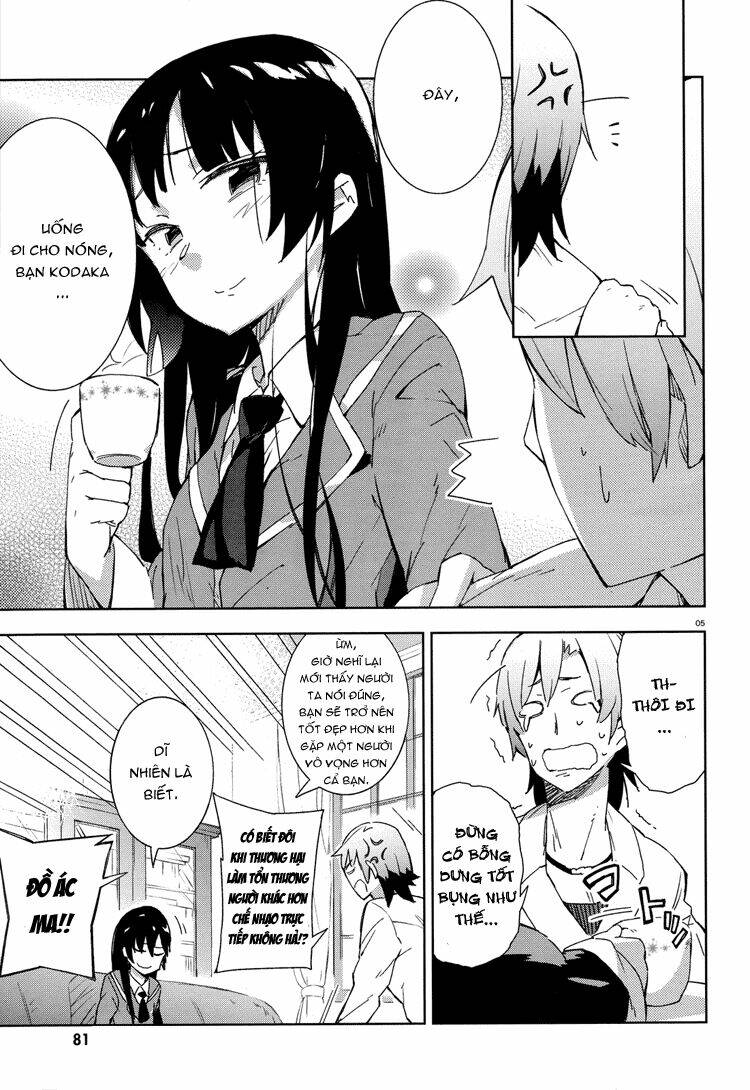 ĐÂY,
UỐNG
ĐI CHO NÓNG,
BẠN KODAKA
...
05
TH-
THÔI ĐI
...
ĐỪNG
CÓ BỖNG
DƯNG TỐT
BỤNG NHƯ
THẾ...
ỪM,
GIỜ NGHĨ LẠI
MỚI THẤY NGƯỜI
TA NÓI ĐÚNG,
BẠN SẼ TRỞ NÊN
TỐT ĐẸP HƠN KHI
GẶP MỘT NGƯỜI
VÔ VỌNG HƠN
CẢ BẠN.
CÓ BIẾT ĐÔI
KHI THƯƠNG HẠI
LÀM TỔN THƯƠNG
NGƯỜI KHÁC HƠN
CHẾ NHẠO TRỰC
TIẾP KHÔNG HẢ!?
DĨ
NHIÊN LÀ
BIẾT.
ĐỒ ÁC
MA!!
81